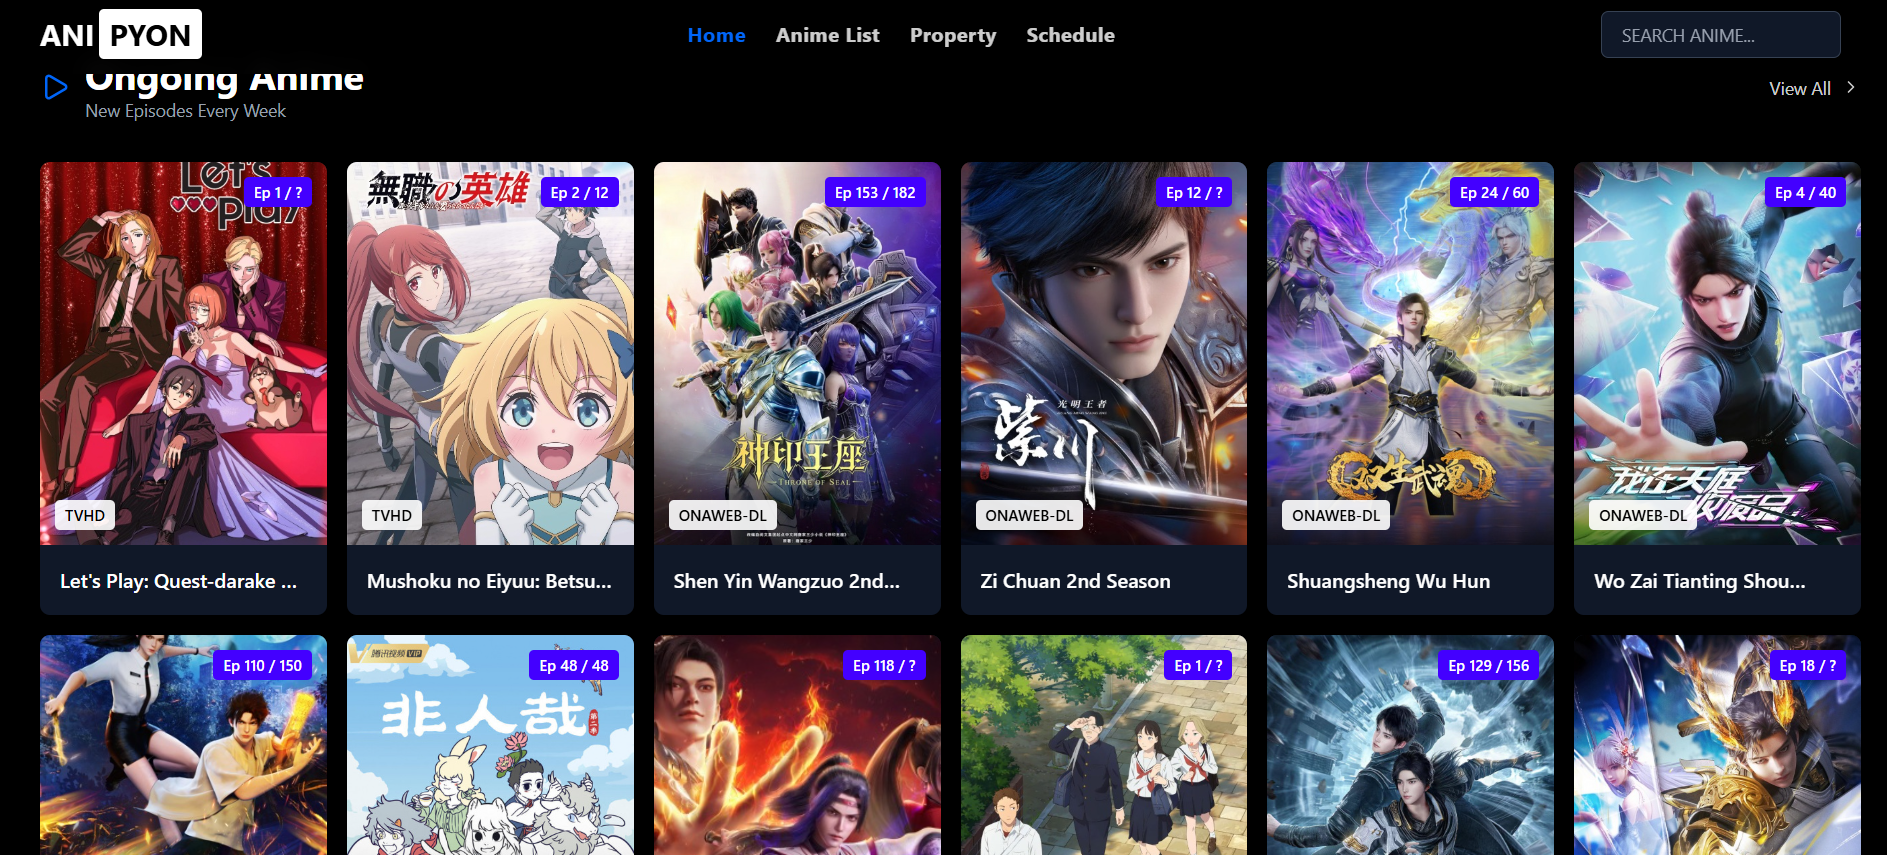 ANI PYON
Home Anime List Property Schedule
SEARCH ANIME...
Ongoing Anime
New Episodes Every Week
View All
Let's play
Ep 1 / ?
TVHD
Let's Play: Quest-darake ...
無職の英雄
Ep 2 / 12
TVHD
Mushoku no Eiyuu: Betsu...
Ep 153 / 182
神印王座
THRONE OF SEAL
ONAWEB-DL
Shen Yin Wangzuo 2nd...
Ep 12 / ?
光明王者
紫川
ONAWEB-DL
Zi Chuan 2nd Season
Ep 24 / 60
双生武魂
ONAWEB-DL
Shuangsheng Wu Hun
Ep 4 / 40
我在天庭
收废品
ONAWEB-DL
Wo Zai Tianting Shou...
Ep 110 / 150
腾讯视频 VIP
Ep 48 / 48
非人哉
Ep 118 / ?
Ep 1 / ?
Ep 129 / 156
Ep 18 / ?